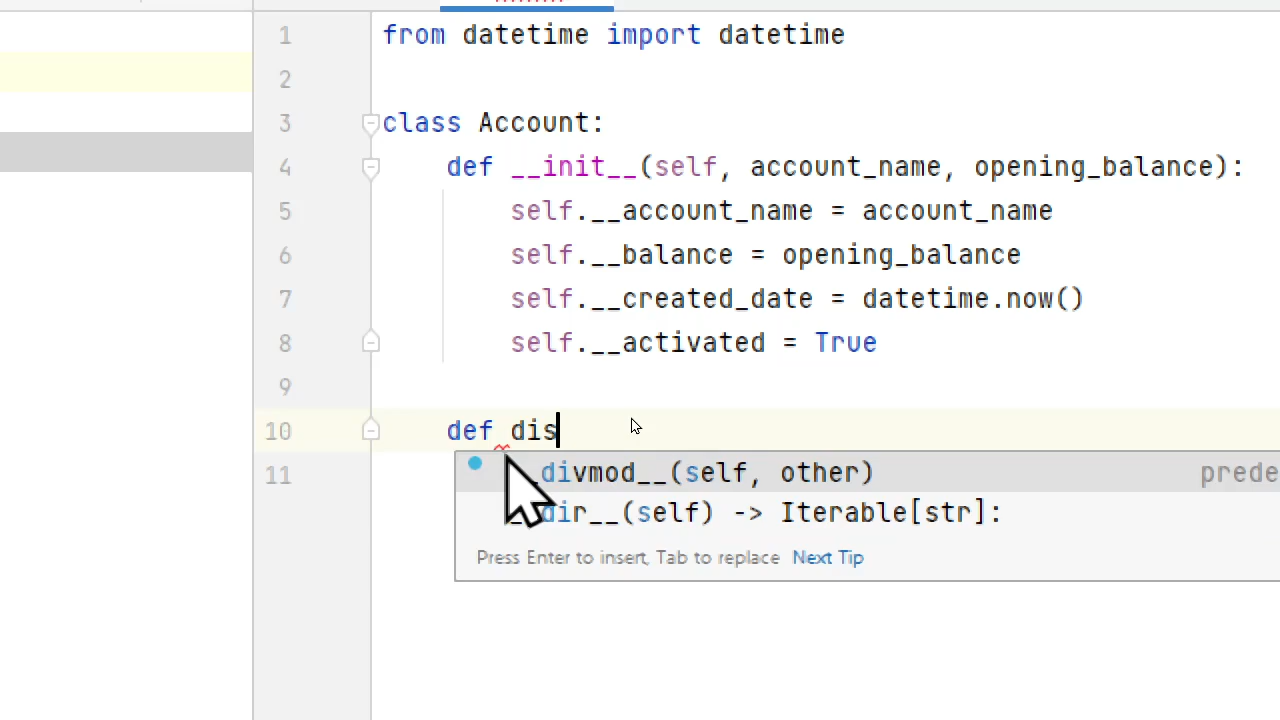 1 from datetime import datetime
2
3 class Account:
4 def __init__(self, account_name, opening_balance):
5 self.__account_name = account_name
6 self.__balance = opening_balance
7 self.__created_date = datetime.now()
8 self.__activated = True
9
10 def dis
11
divmod__(self, other)
dir__(self) -> Iterable[str]:
Press Enter to insert, Tab to replace Next Tip